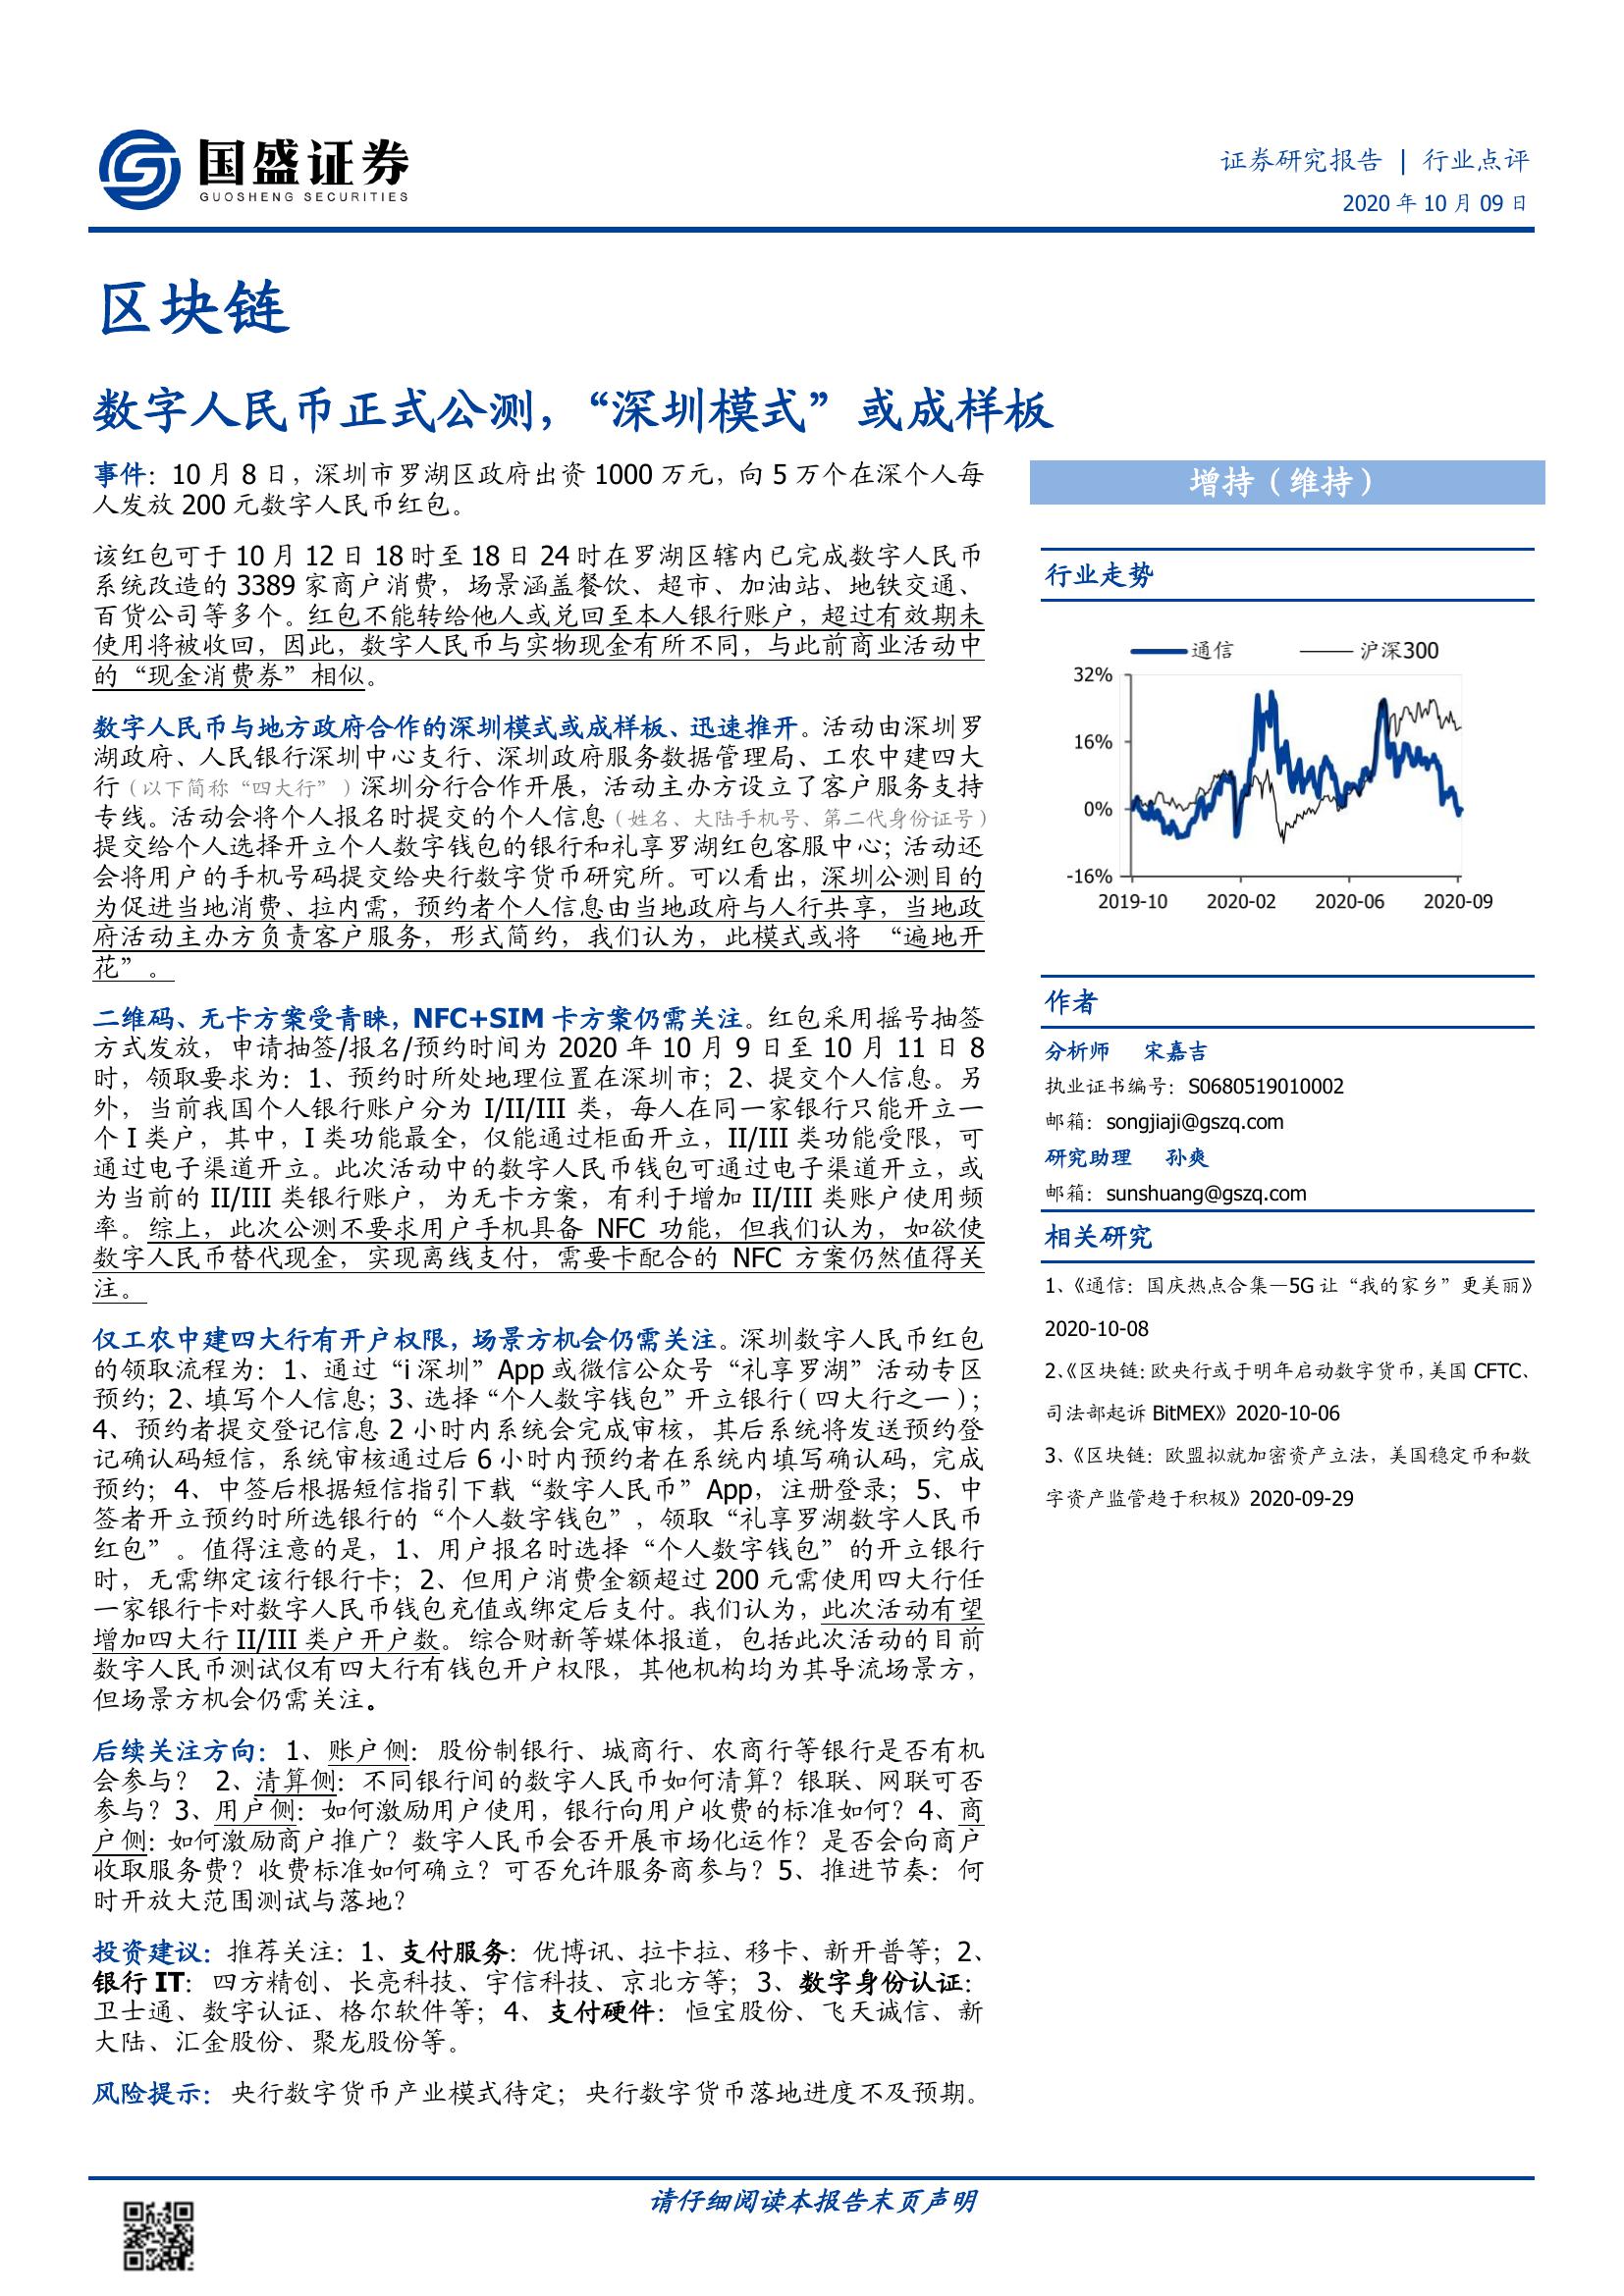 国盛证券
GUOSHENG SECURITIES
证券研究报告 | 行业点评
2020 年 10 月 09 日
区块链
数字人民币正式公测，“深圳模式”或成样板
事件：10 月 8 日，深圳市罗湖区政府出资 1000 万元，向 5 万个在深个人每
人发放 200 元数字人民币红包。
该红包可于 10 月 12 日 18 时至 18 日 24 时在罗湖区辖内已完成数字人民币
系统改造的 3389 家商户消费，场景涵盖餐饮、超市、加油站、地铁交通、
百货公司等多个。红包不能转给他人或兑回至本人银行账户，超过有效期未
使用将被收回，因此，数字人民币与实物现金有所不同，与此前商业活动中
的“现金消费券”相似。
数字人民币与地方政府合作的深圳模式或成样板、迅速推开。活动由深圳罗
湖政府、人民银行深圳中心支行、深圳政府服务数据管理局、工农中建四大
行（以下简称“四大行”）深圳分行合作开展，活动主办方设立了客户服务支持
专线。活动会将个人报名时提交的个人信息（姓名、大陆手机号、第二代身份证号）
提交给个人选择开立个人数字钱包的银行和礼享罗湖红包客服中心；活动还
会将用户的手机号码提交给央行数字货币研究所。可以看出，深圳公测目的
为促进当地消费、拉内需，预约者个人信息由当地政府与人行共享，当地政
府活动主办方负责客户服务，形式简约，我们认为，此模式或将 “遍地开
花”。
二维码、无卡方案受青睐，NFC+SIM 卡方案仍需关注。红包采用摇号抽签
方式发放，申请抽签/报名/预约时间为 2020 年 10 月 9 日至 10 月 11 日 8
时，领取要求为：1、预约时所处地理位置在深圳市；2、提交个人信息。另
外，当前我国个人银行账户分为 I/II/III 类，每人在同一家银行只能开立一
个 I 类户，其中，I 类功能最全，仅能通过柜面开立，II/III 类功能受限，可
通过电子渠道开立。此次活动中的数字人民币钱包可通过电子渠道开立，或
为当前的 II/III 类银行账户，为无卡方案，有利于增加 II/III 类账户使用频
率。综上，此次公测不要求用户手机具备 NFC 功能，但我们认为，如欲使
数字人民币替代现金，实现离线支付，需要卡配合的 NFC 方案仍然值得关
注。
仅工农中建四大行有开户权限，场景方机会仍需关注。深圳数字人民币红包
的领取流程为：1、通过“i 深圳”App 或微信公众号“礼享罗湖”活动专区
预约；2、填写个人信息；3、选择“个人数字钱包”开立银行（四大行之一）；
4、预约者提交登记信息 2 小时内系统会完成审核，其后系统将发送预约登
记确认码短信，系统审核通过后 6 小时内预约者在系统内填写确认码，完成
预约；4、中签后根据短信指引下载“数字人民币”App，注册登录；5、中
签者开立预约时所选银行的“个人数字钱包”，领取“礼享罗湖数字人民币
红包”。值得注意的是，1、用户报名时选择“个人数字钱包”的开立银行
时，无需绑定该行银行卡；2、但用户消费金额超过 200 元需使用四大行任
一家银行卡对数字人民币钱包充值或绑定后支付。我们认为，此次活动有望
增加四大行 II/III 类户开户数。综合财新等媒体报道，包括此次活动的目前
数字人民币测试仅有四大行有钱包开户权限，其他机构均为其导流场景方，
但场景方机会仍需关注。
后续关注方向：1、账户侧：股份制银行、城商行、农商行等银行是否有机
会参与？ 2、清算侧：不同银行间的数字人民币如何清算？银联、网联可否
参与？3、用户侧：如何激励用户使用，银行向用户收费的标准如何？4、商
户侧：如何激励商户推广？数字人民币会否开展市场化运作？是否会向商户
收取服务费？收费标准如何确立？可否允许服务商参与？5、推进节奏：何
时开放大范围测试与落地？
投资建议：推荐关注：1、支付服务：优博讯、拉卡拉、移卡、新开普等；2、
银行 IT：四方精创、长亮科技、宇信科技、京北方等；3、数字身份认证：
卫士通、数字认证、格尔软件等；4、支付硬件：恒宝股份、飞天诚信、新
大陆、汇金股份、聚龙股份等。
风险提示：央行数字货币产业模式待定；央行数字货币落地进度不及预期。
增持（维持）
行业走势
通信 沪深300
32%
16%
0%
-16%
2019-10 2020-02 2020-06 2020-09
作者
分析师 宋嘉吉
执业证书编号：S0680519010002
邮箱：songjiaji@gszq.com
研究助理 孙爽
邮箱：sunshuang@gszq.com
相关研究
1、《通信：国庆热点合集—5G 让“我的家乡”更美丽》
2020-10-08
2、《区块链：欧央行或于明年启动数字货币，美国 CFTC、
司法部起诉 BitMEX》2020-10-06
3、《区块链：欧盟拟就加密资产立法，美国稳定币和数
字资产监管趋于积极》2020-09-29
请仔细阅读本报告末页声明